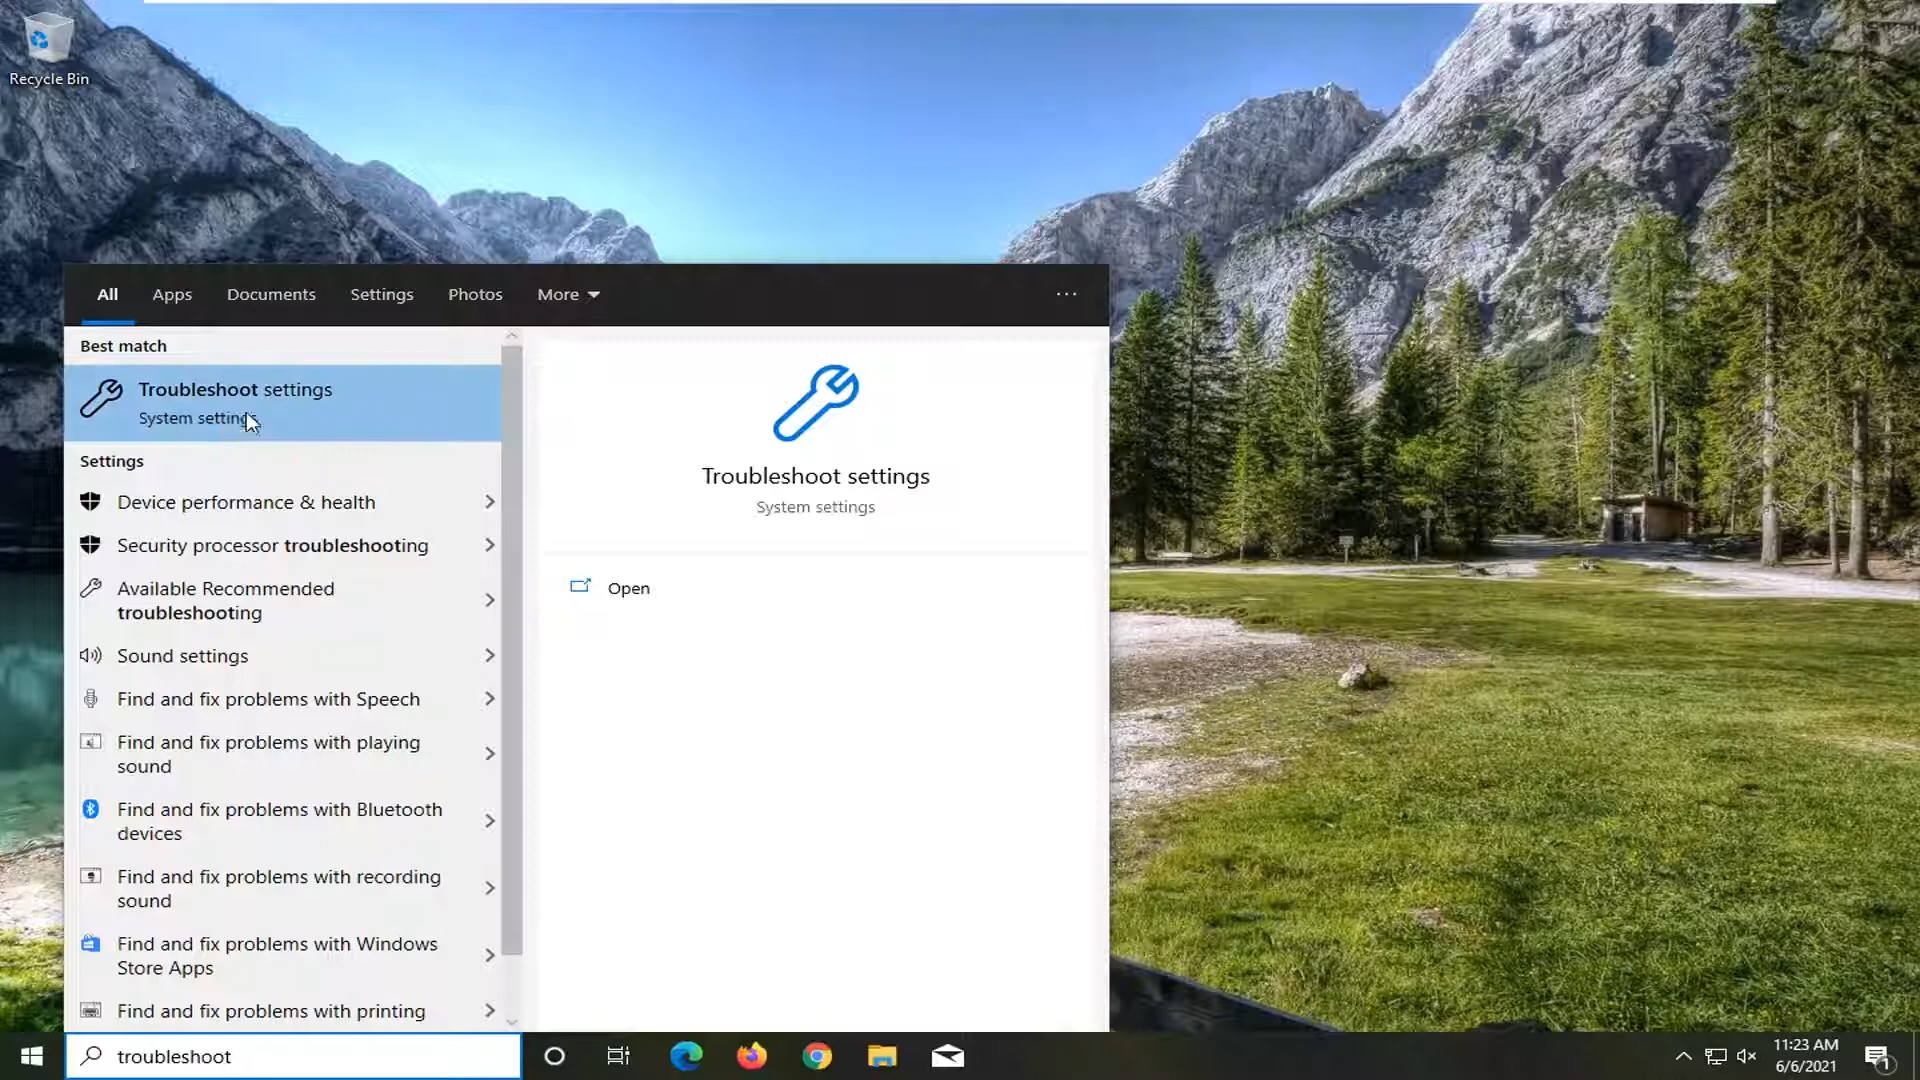 Recycle Bin
All Apps Documents Settings Photos More ...
Best match
Troubleshoot settings
System settings
Settings
Device performance & health
Security processor troubleshooting
Available Recommended
troubleshooting
Sound settings
Find and fix problems with Speech
Find and fix problems with playing
sound
Find and fix problems with Bluetooth
devices
Find and fix problems with recording
sound
Find and fix problems with Windows
Store Apps
Find and fix problems with printing
Troubleshoot settings
System settings
Open
troubleshoot
11:23 AM
6/6/2021
1